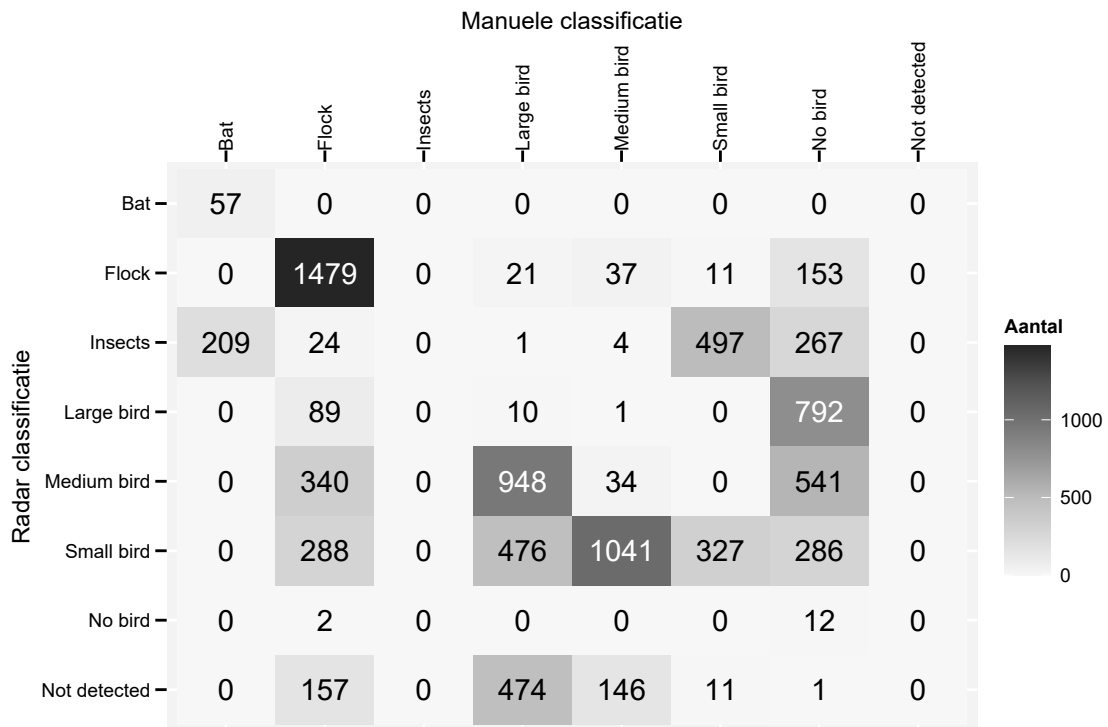 Manuele classificatie
Bat
Flock
Insects
Large bird
Medium bird
Small bird
No bird
Not detected
Radar classificatie
Bat 57 0 0 0 0 0 0 0
Flock 0 1479 0 21 37 11 153 0
Insects 209 24 0 1 4 497 267 0
Large bird 0 89 0 10 1 0 792 0
Medium bird 0 340 0 948 34 0 541 0
Small bird 0 288 0 476 1041 327 286 0
No bird 0 2 0 0 0 0 12 0
Not detected 0 157 0 474 146 11 1 0
Aantal
1000
500
0